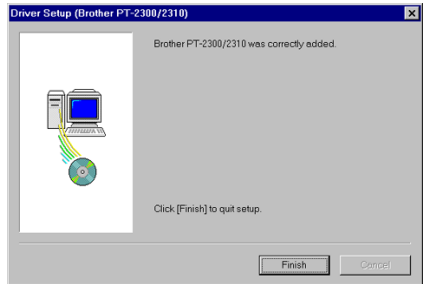 Driver Setup (Brother PT-2300/2310)
Brother PT-2300/2310 was correctly added.
Click [Finish] to quit setup.
Finish
Cancel